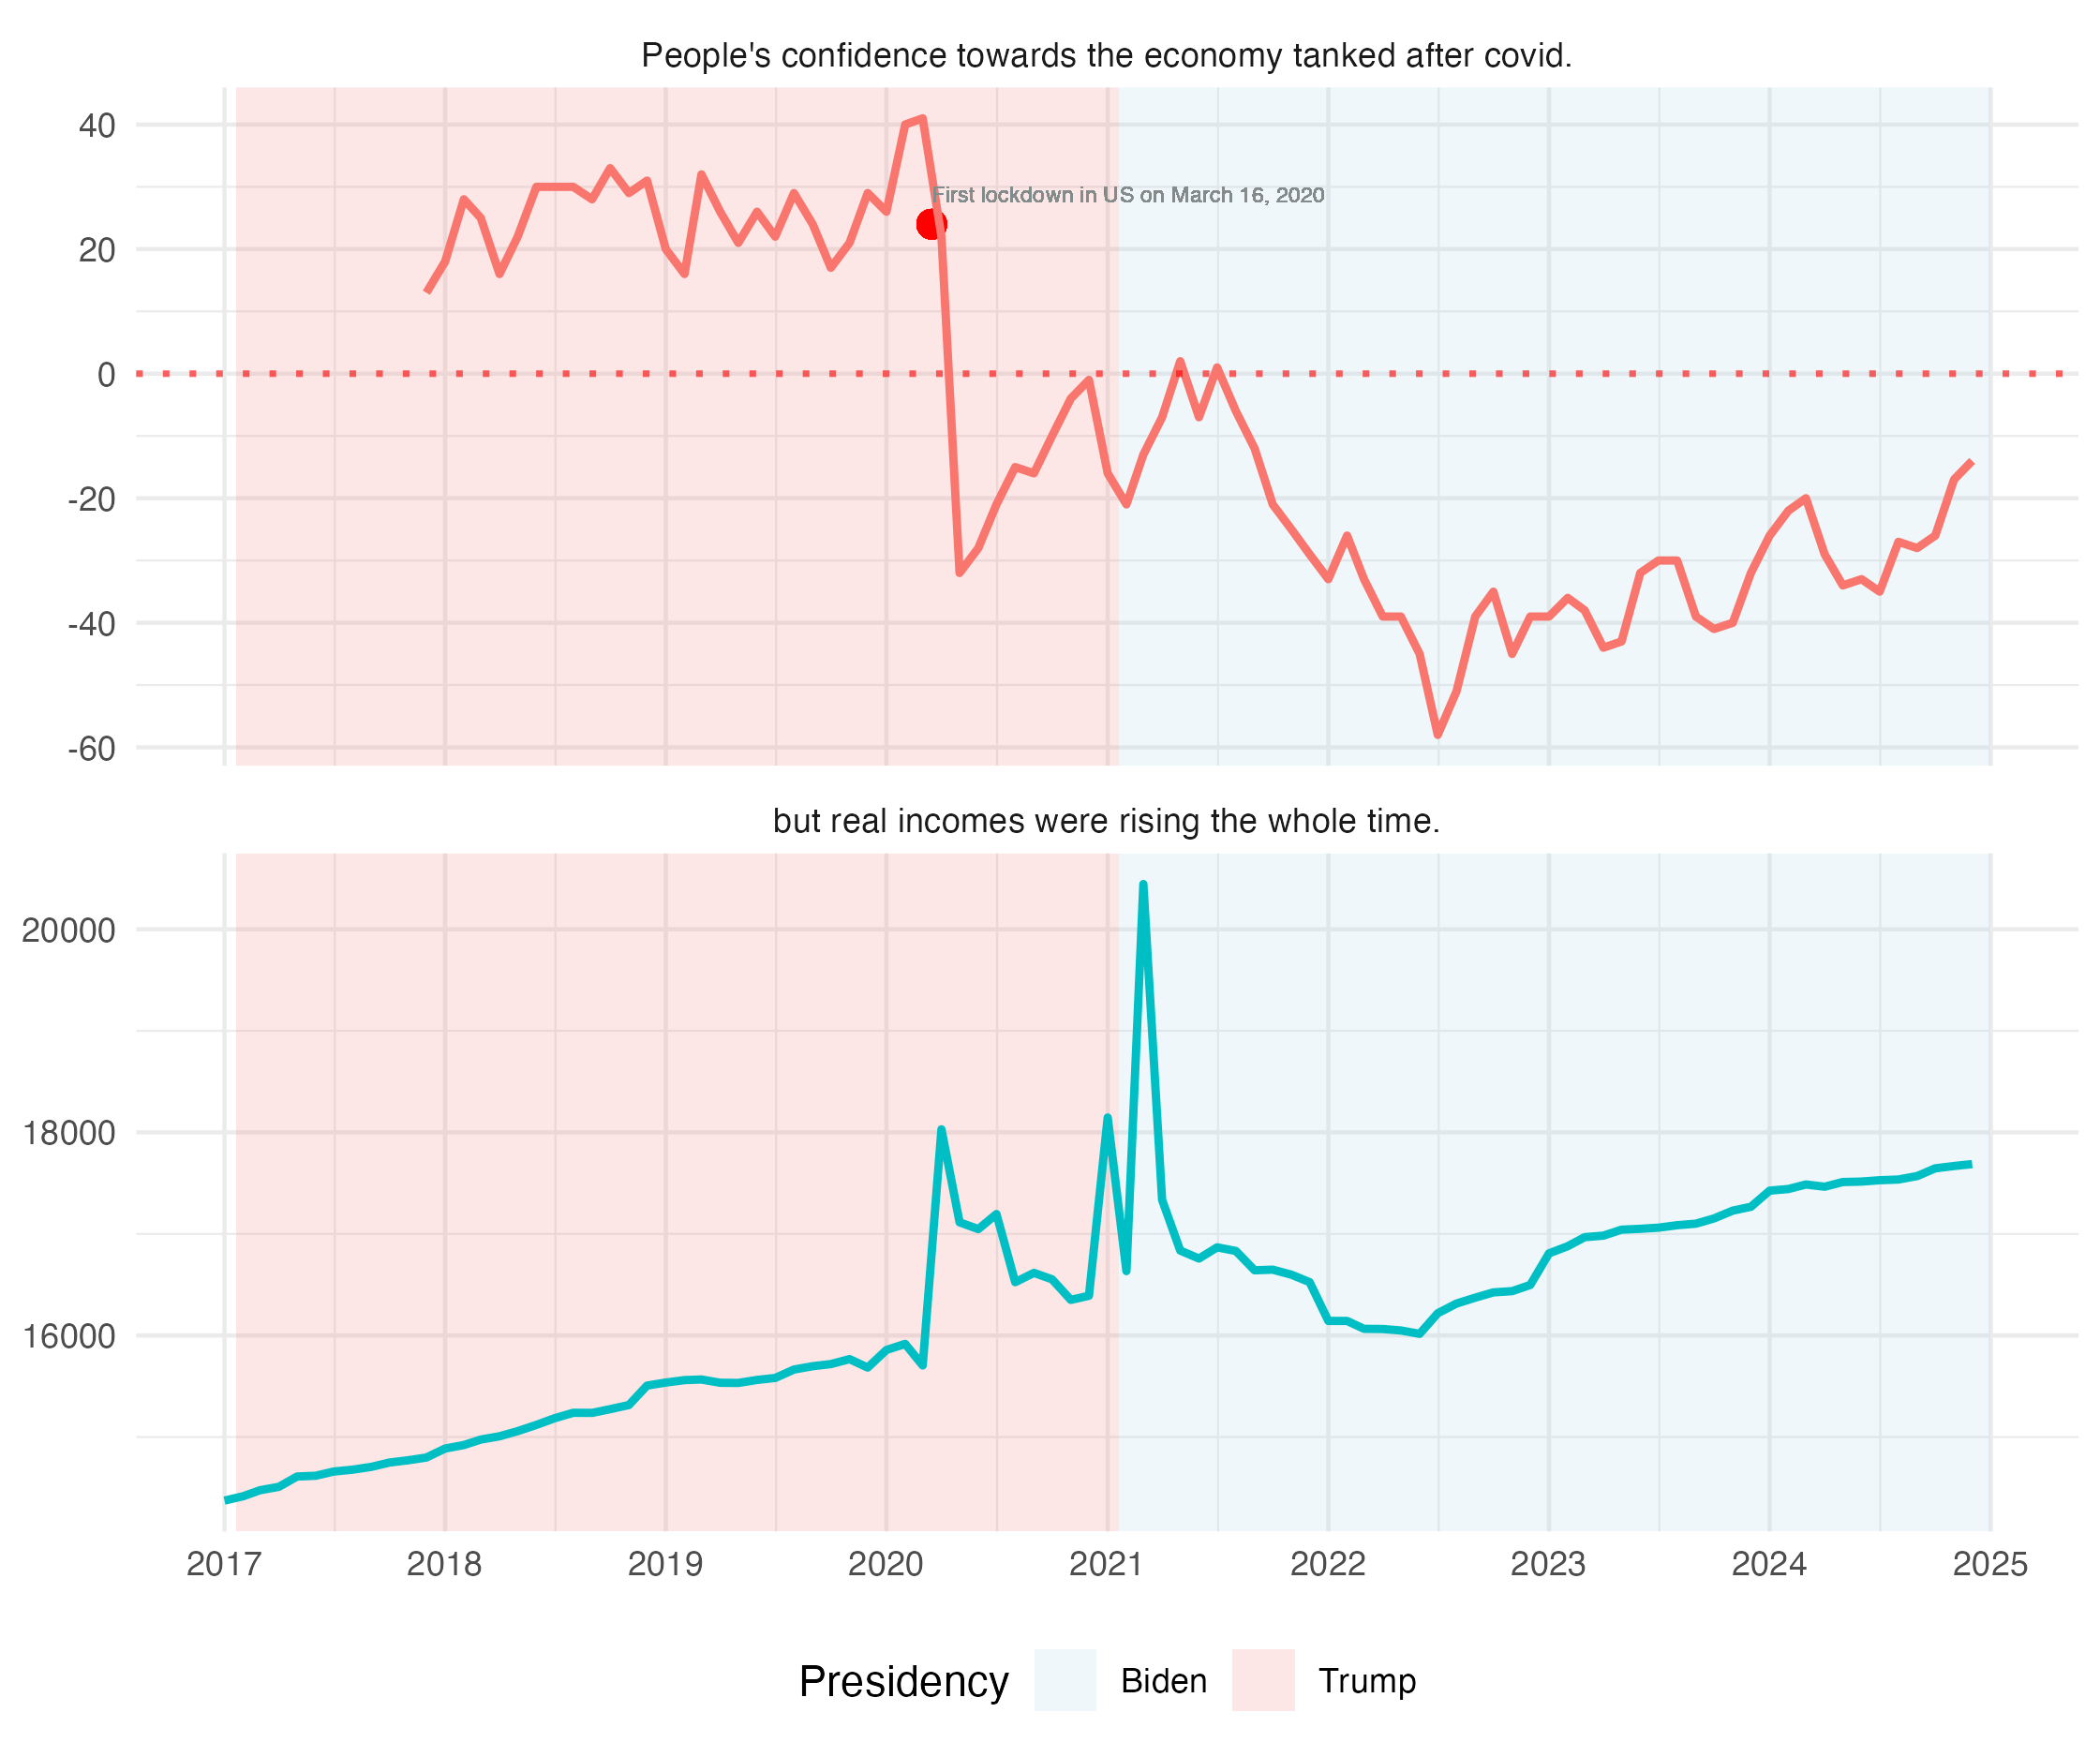 People's confidence towards the economy tanked after covid.
40
First lockdown in US on March 16, 2020
20
0
-20
-40
-60
but real incomes were rising the whole time.
20000
18000
16000
2017 2018 2019 2020 2021 2022 2023 2024 2025
Presidency Biden Trump